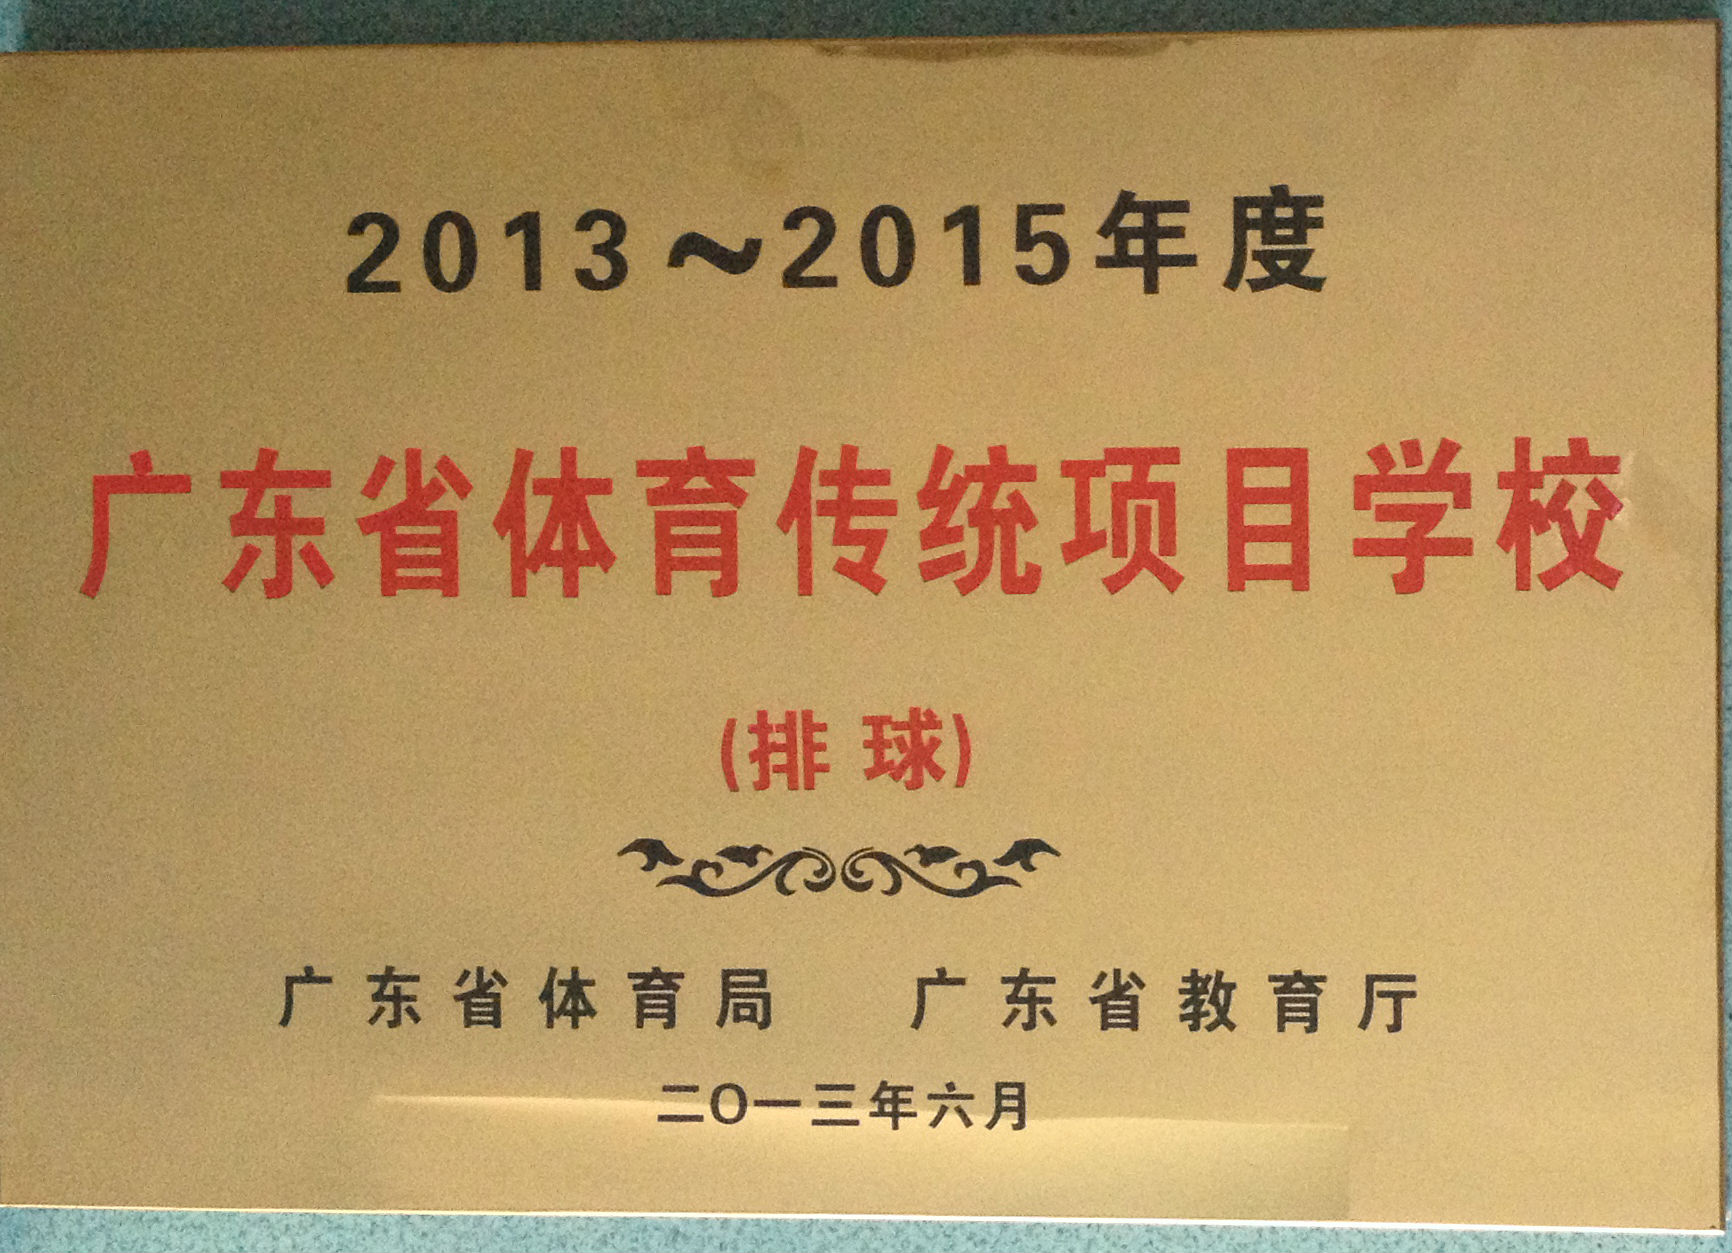 2013～2015年度
广东省体育传统项目学校
(排球)
广东省体育局 广东省教育厅
二〇一三年六月